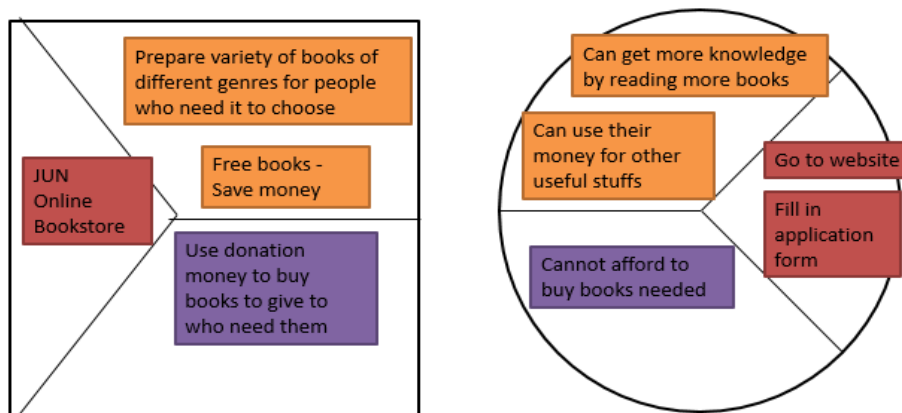 Prepare variety of books of
different genres for people
who need it to choose
Free books -
Save money
JUN
Online
Bookstore
Use donation
money to buy
books to give to
who need them
Can get more knowledge
by reading more books
Can use their
money for other
useful stuffs
Go to website
Fill in
application
form
Cannot afford to
buy books needed